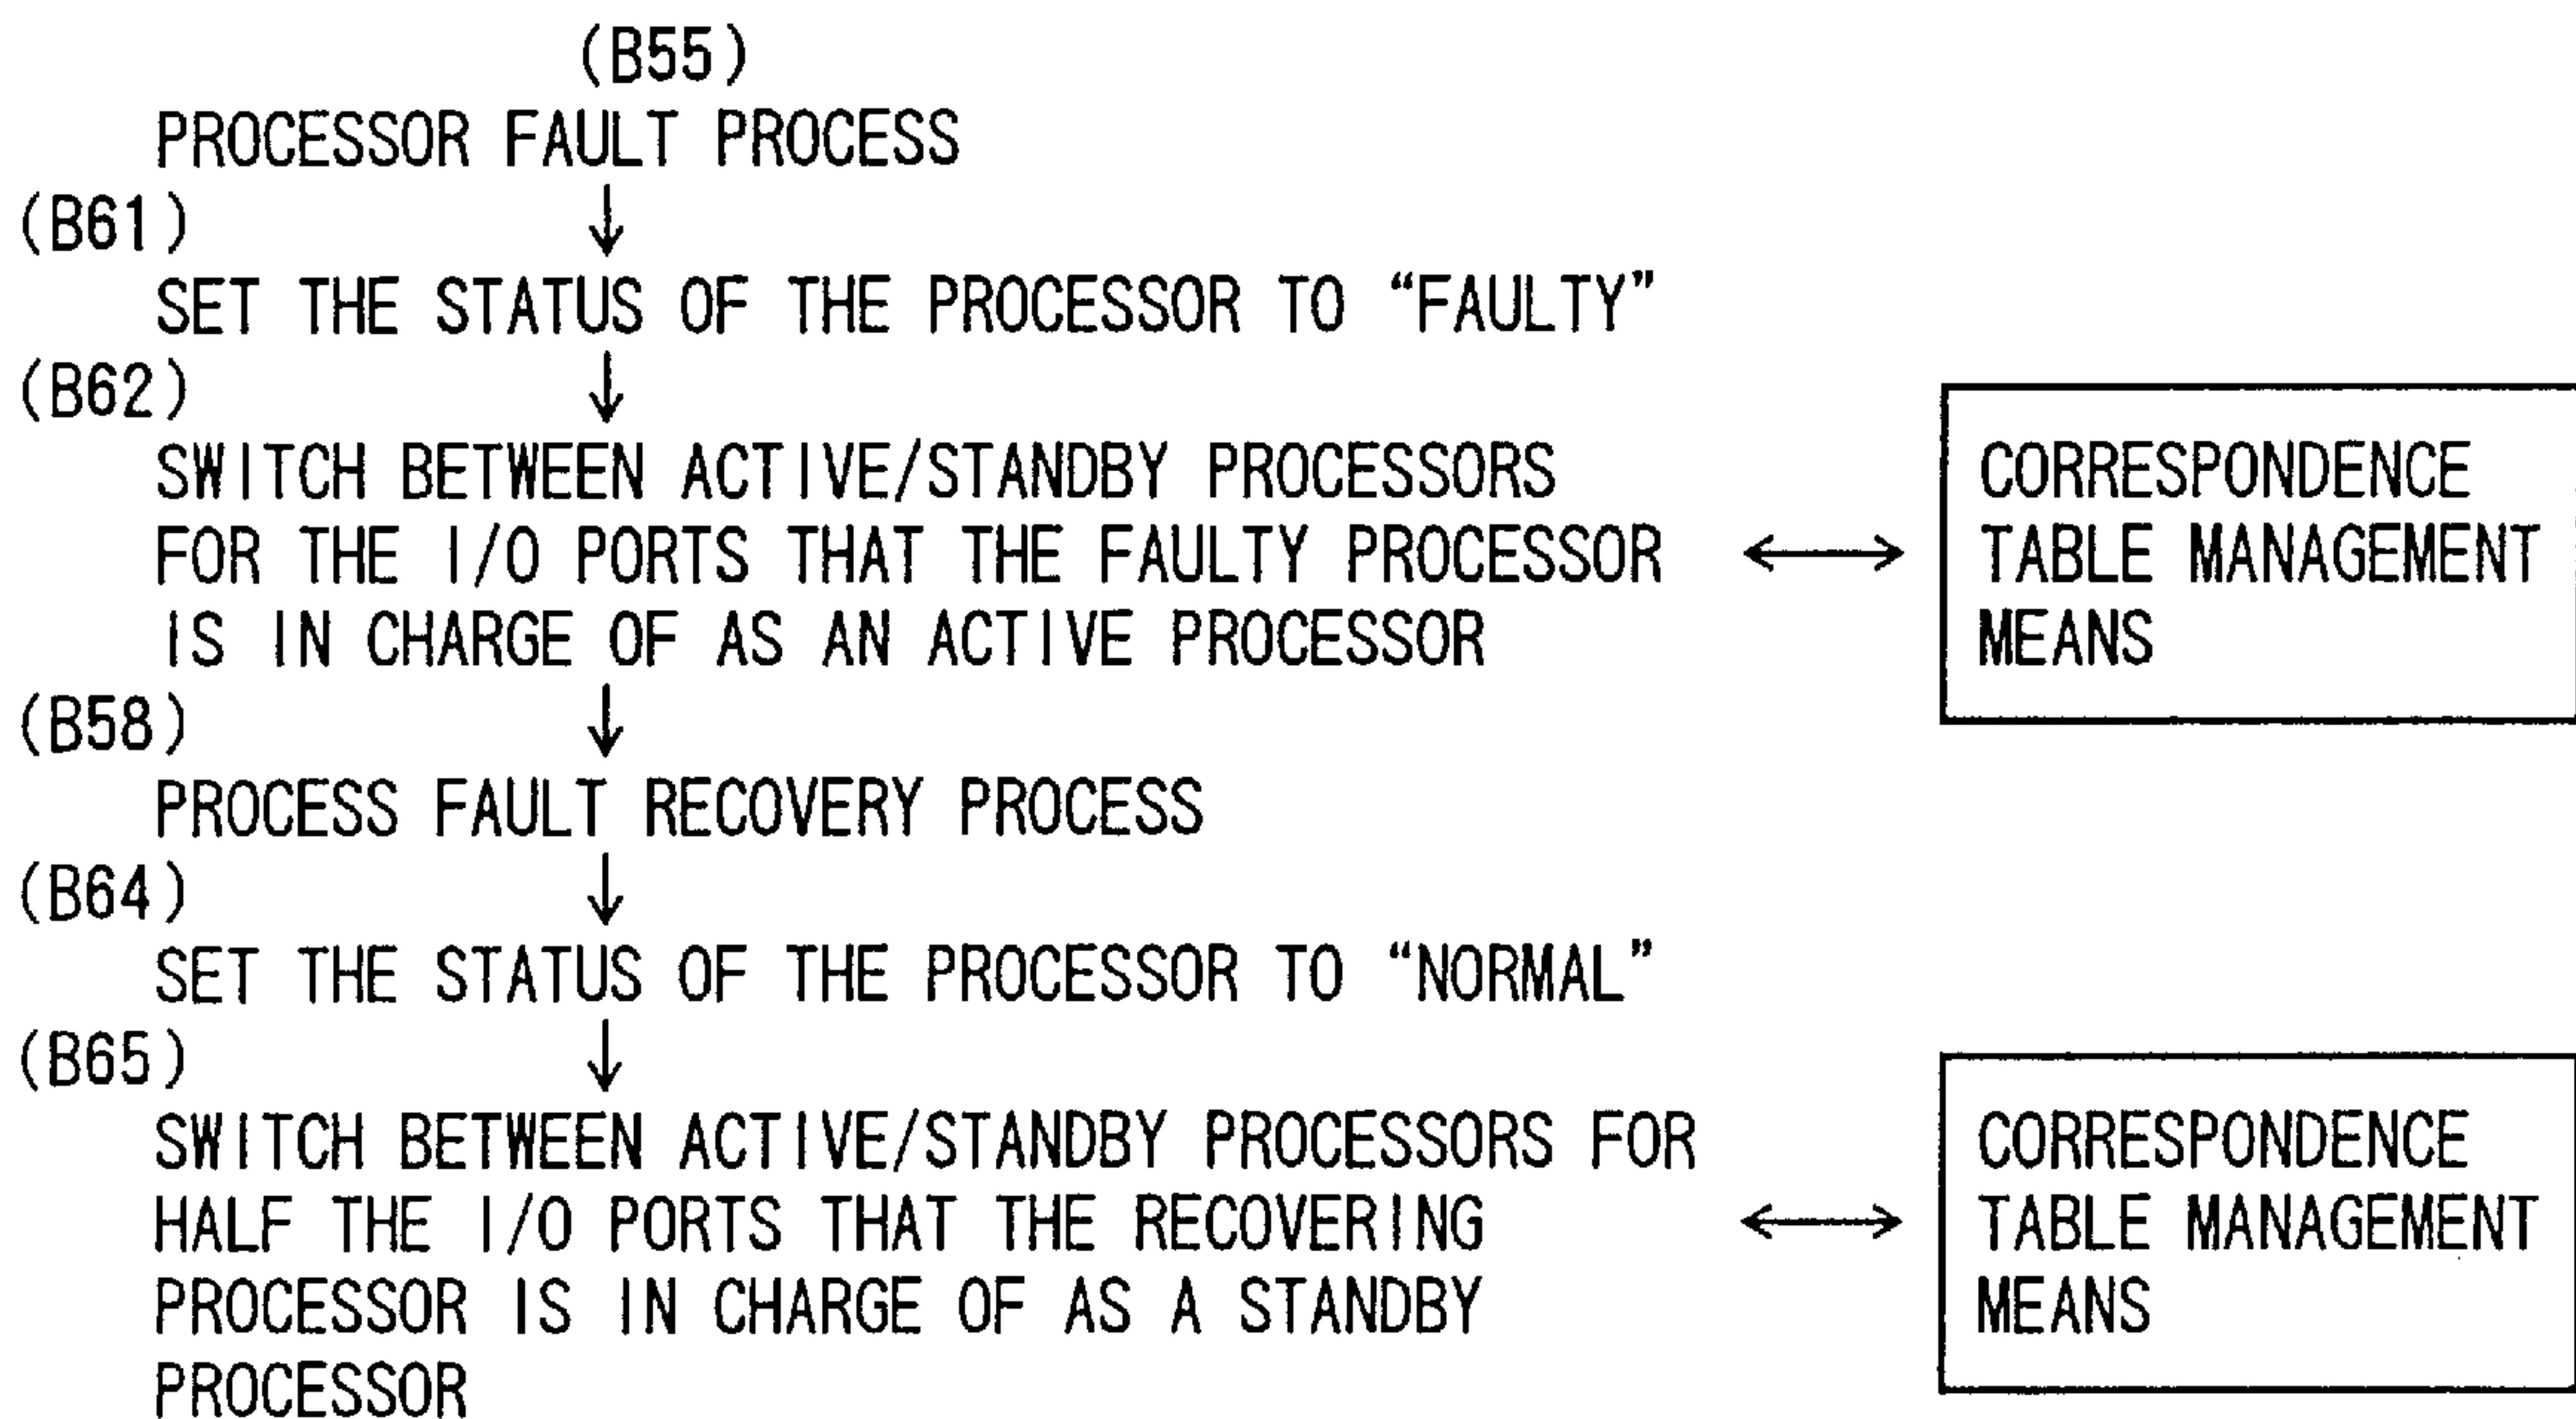 (B55)
PROCESSOR FAULT PROCESS
(B61)
SET THE STATUS OF THE PROCESSOR TO “FAULTY”
(B62)
SWITCH BETWEEN ACTIVE/STANDBY PROCESSORS
FOR THE I/O PORTS THAT THE FAULTY PROCESSOR
IS IN CHARGE OF AS AN ACTIVE PROCESSOR
CORRESPONDENCE
TABLE MANAGEMENT
MEANS
(B58)
PROCESS FAULT RECOVERY PROCESS
(B64)
SET THE STATUS OF THE PROCESSOR TO “NORMAL”
(B65)
SWITCH BETWEEN ACTIVE/STANDBY PROCESSORS FOR
HALF THE I/O PORTS THAT THE RECOVERING
PROCESSOR IS IN CHARGE OF AS A STANDBY
PROCESSOR
CORRESPONDENCE
TABLE MANAGEMENT
MEANS